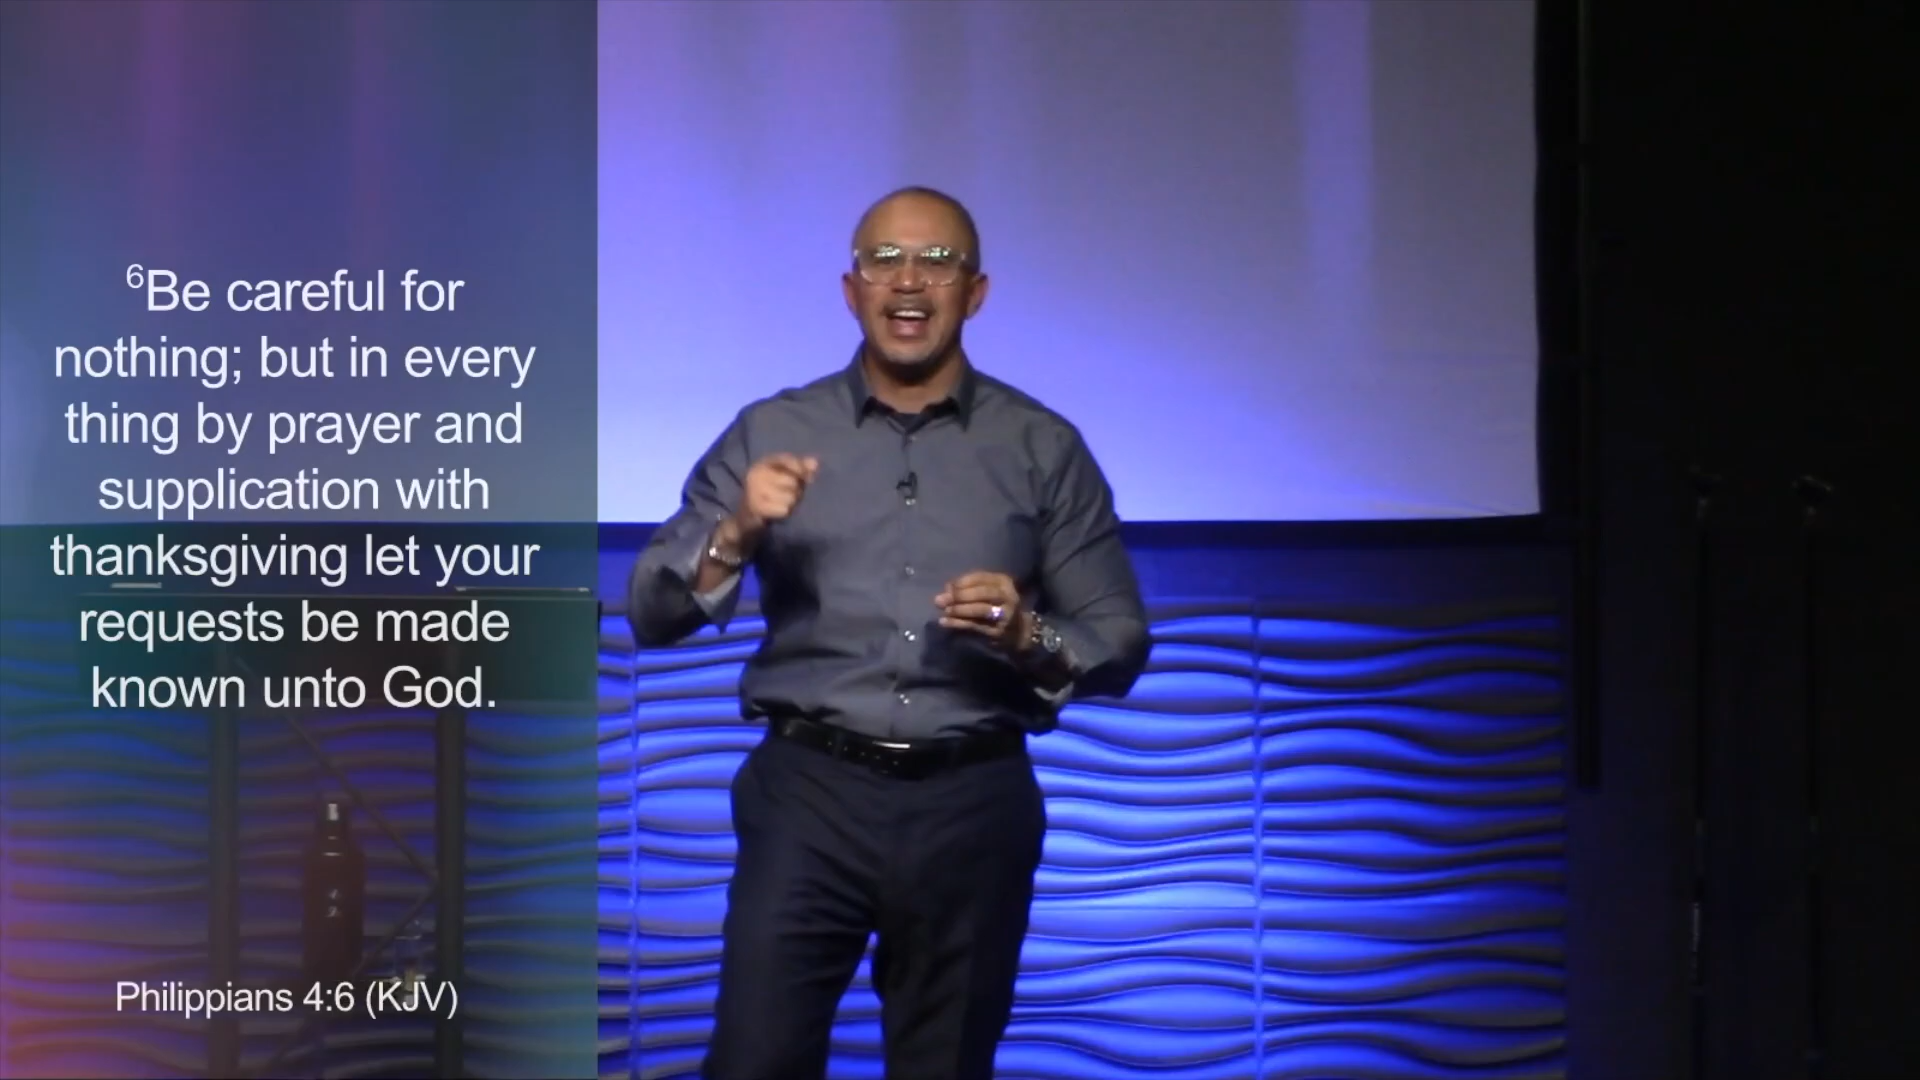 ⁶Be careful for
nothing; but in every
thing by prayer and
supplication with
thanksgiving let your
requests be made
known unto God.
Philippians 4:6 (KJV)